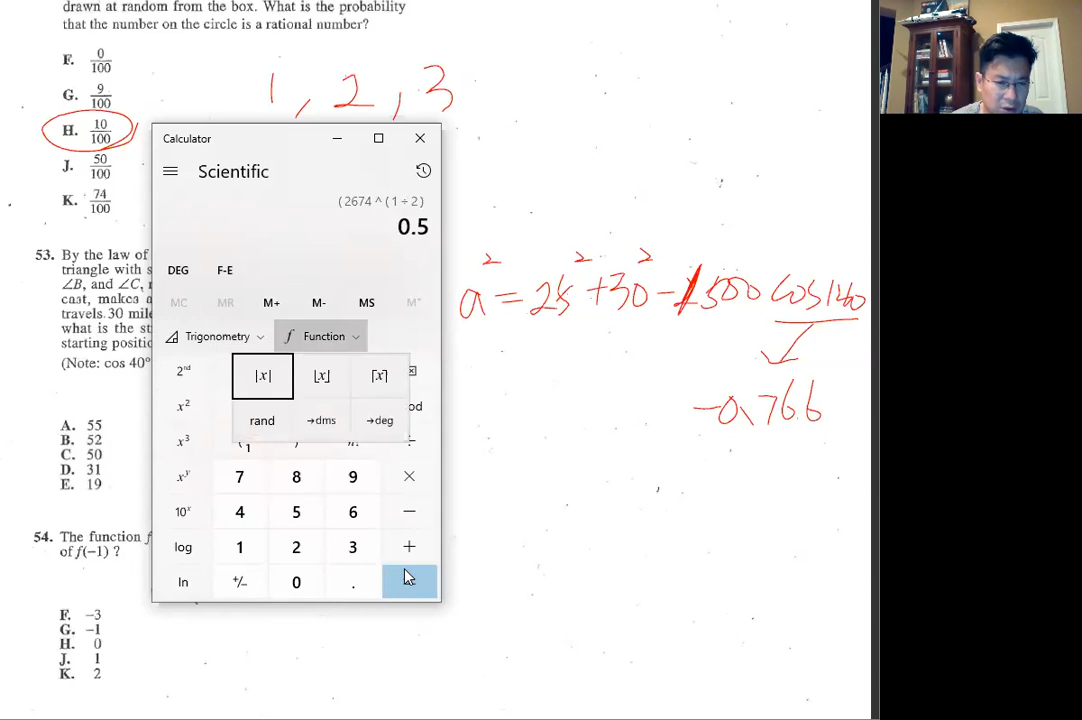 drawn at random from the box. What is the probability
that the number on the circle is a rational number?
F. 0/100
G. 9/100
H. 10/100
J. 50/100
K. 74/100
1, 2, 3
Calculator
Scientific
(2674 ^ (1 ÷ 2)
0.5
DEG F-E
MC MR M+ M- MS
Trigonometry Function
2nd |x| ⌊x⌋ ⌈x⌉
x²
rand →dms →deg
x³
xʸ 7 8 9 ×
10ˣ 4 5 6 −
log 1 2 3 +
ln +/− 0 .
53. By the law of
triangle with s
∠B, and ∠C,
east, makes a
travels 30 mile
what is the st
starting positio
(Note: cos 40°
A. 55
B. 52
C. 50
D. 31
E. 19
a² = 25² + 30² − 1500 cos 140
−0.766
54. The function f
of f(−1) ?
F. −3
G. −1
H. 0
J. 1
K. 2